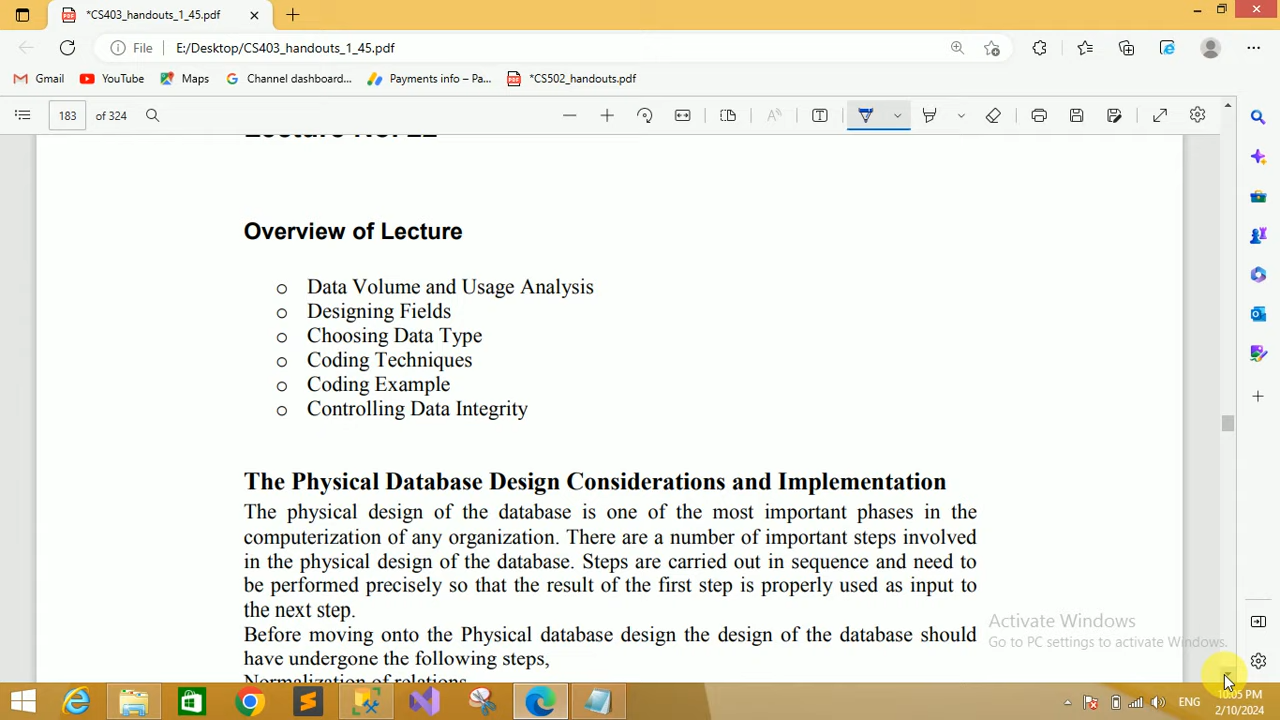 *CS403_handouts_1_45.pdf
File E:/Desktop/CS403_handouts_1_45.pdf
Gmail YouTube Maps Channel dashboard... Payments info – Pa... *CS502_handouts.pdf
183 of 324
Overview of Lecture
o Data Volume and Usage Analysis
o Designing Fields
o Choosing Data Type
o Coding Techniques
o Coding Example
o Controlling Data Integrity
The Physical Database Design Considerations and Implementation
The physical design of the database is one of the most important phases in the
computerization of any organization. There are a number of important steps involved
in the physical design of the database. Steps are carried out in sequence and need to
be performed precisely so that the result of the first step is properly used as input to
the next step.
Before moving onto the Physical database design the design of the database should
have undergone the following steps,
Normalization of relations
Activate Windows
Go to PC settings to activate Windows.
ENG
10:05 PM
2/10/2024